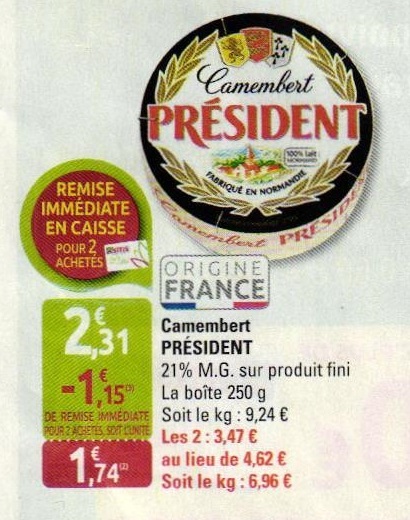 Camembert
PRÉSIDENT
100% Lait
NORMAND
FABRIQUÉ EN NORMANDIE
Camembert PRÉSIDENT
REMISE
IMMÉDIATE
EN CAISSE
POUR 2
ACHETÉS
ORIGINE
FRANCE
2,€31
-1,€15(1)
DE REMISE IMMÉDIATE
POUR 2 ACHETÉS, SOIT L'UNITÉ
1,€74(2)
Camembert
PRÉSIDENT
21% M.G. sur produit fini
La boîte 250 g
Soit le kg : 9,24 €
Les 2 : 3,47 €
au lieu de 4,62 €
Soit le kg : 6,96 €